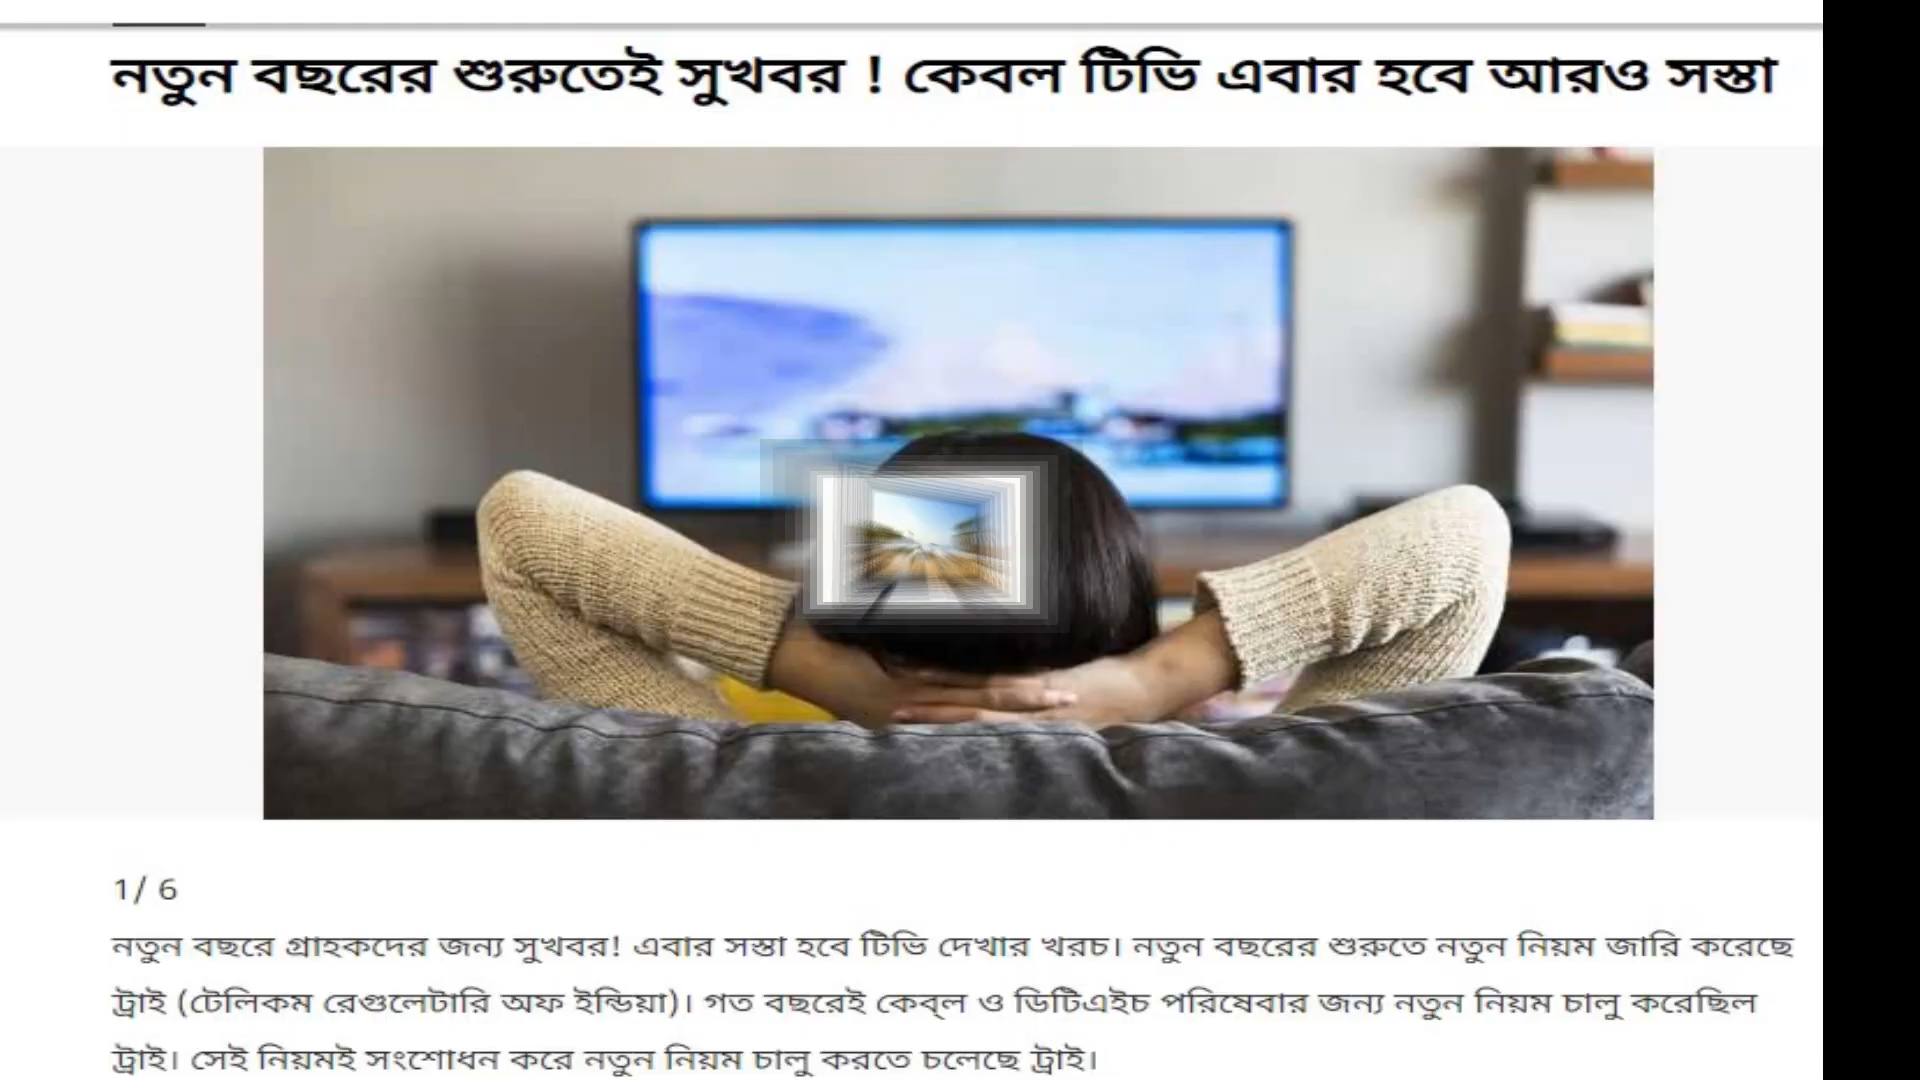 নতুন বছরের শুরুতেই সুখবর ! কেবল টিভি এবার হবে আরও সস্তা
1/ 6
নতুন বছরে গ্রাহকদের জন্য সুখবর! এবার সস্তা হবে টিভি দেখার খরচ। নতুন বছরের শুরুতে নতুন নিয়ম জারি করেছে
ট্রাই (টেলিকম রেগুলেটারি অফ ইন্ডিয়া)। গত বছরেই কেব্‌ল ও ডিটিএইচ পরিষেবার জন্য নতুন নিয়ম চালু করেছিল
ট্রাই। সেই নিয়মই সংশোধন করে নতুন নিয়ম চালু করতে চলেছে ট্রাই।